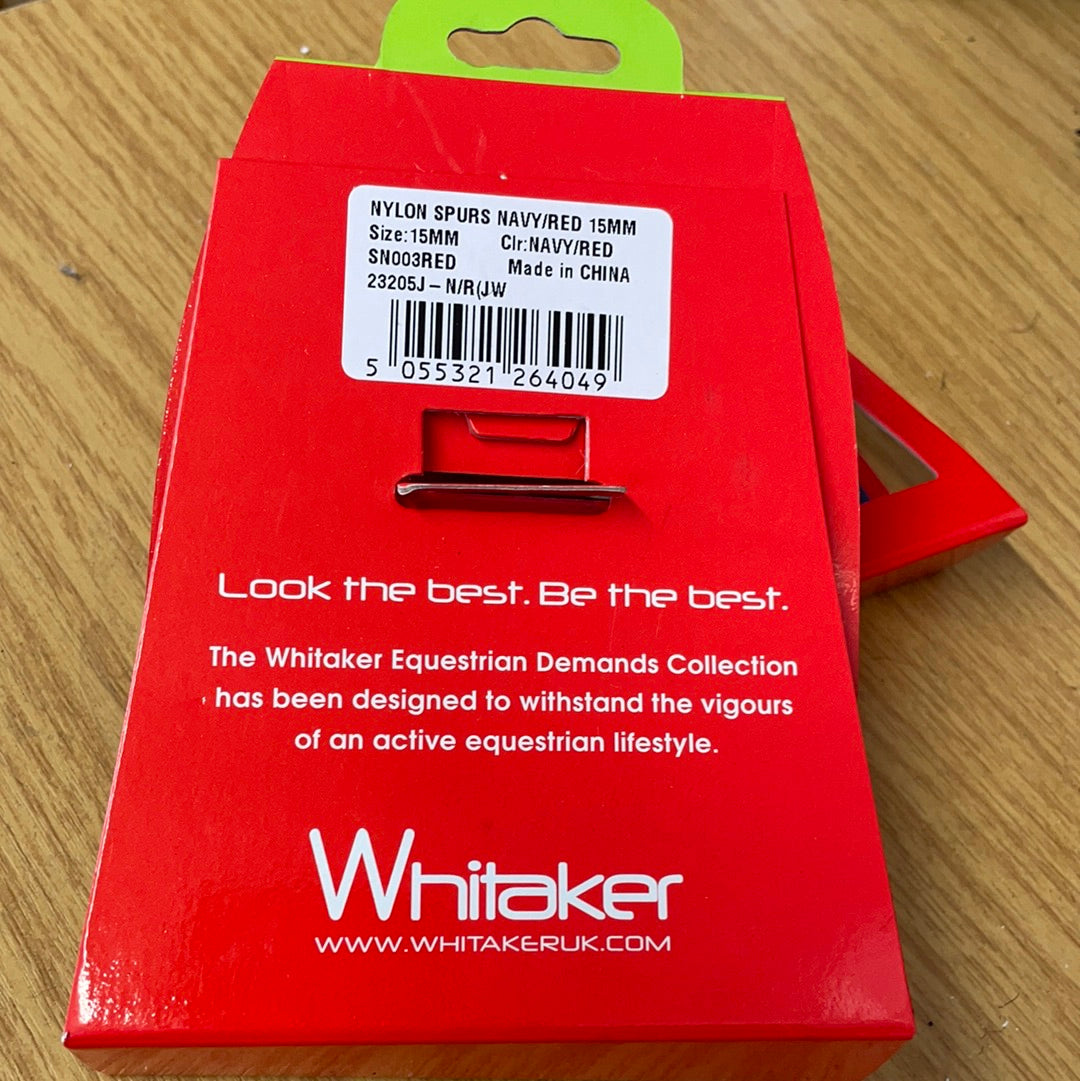 NYLON SPURS NAVY/RED 15MM
Size:15MM Clr:NAVY/RED
SN003RED Made in CHINA
23205J-N/R(JW
5 055321 264049
Look the best. Be the best.
The Whitaker Equestrian Demands Collection
has been designed to withstand the vigours
of an active equestrian lifestyle.
Whitaker
WWW.WHITAKERUK.COM